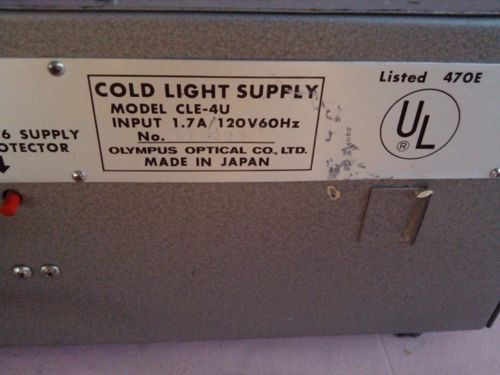 COLD LIGHT SUPPLY
MODEL CLE-4U
INPUT 1.7A/120V60Hz
No.
OLYMPUS OPTICAL CO., LTD.
MADE IN JAPAN
Listed 470E
UL
®
6 SUPPLY
OTECTOR